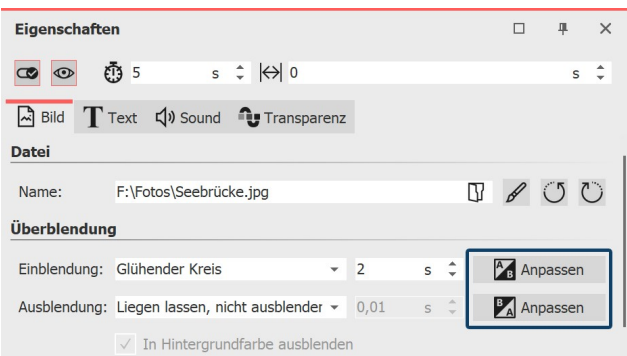 Eigenschaften
5 s 0 s
Bild Text Sound Transparenz
Datei
Name: F:\Fotos\Seebrücke.jpg
Überblendung
Einblendung: Glühender Kreis 2 s A B Anpassen
Ausblendung: Liegen lassen, nicht ausblender 0,01 s B A Anpassen
In Hintergrundfarbe ausblenden